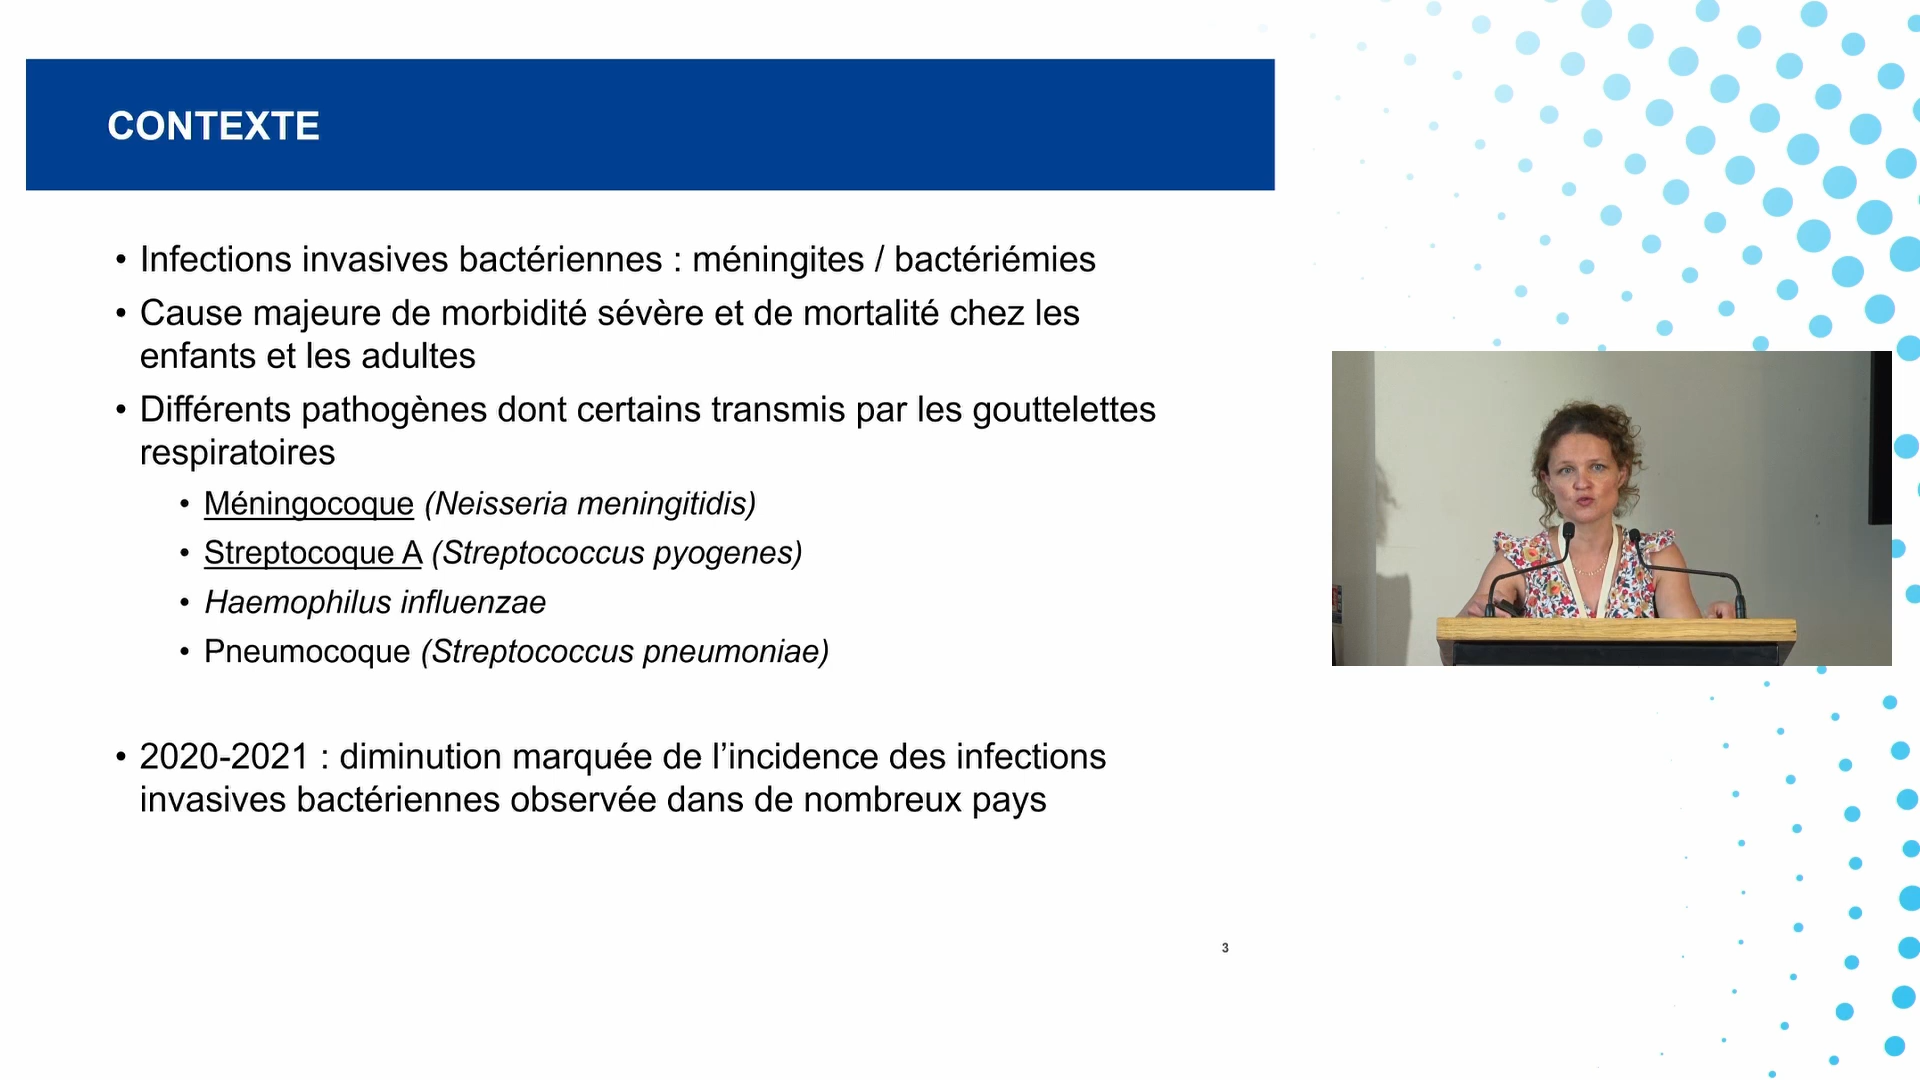 CONTEXTE
• Infections invasives bactériennes : méningites / bactériémies
• Cause majeure de morbidité sévère et de mortalité chez les
enfants et les adultes
• Différents pathogènes dont certains transmis par les gouttelettes
respiratoires
• Méningocoque (Neisseria meningitidis)
• Streptocoque A (Streptococcus pyogenes)
• Haemophilus influenzae
• Pneumocoque (Streptococcus pneumoniae)
• 2020-2021 : diminution marquée de l’incidence des infections
invasives bactériennes observée dans de nombreux pays
3